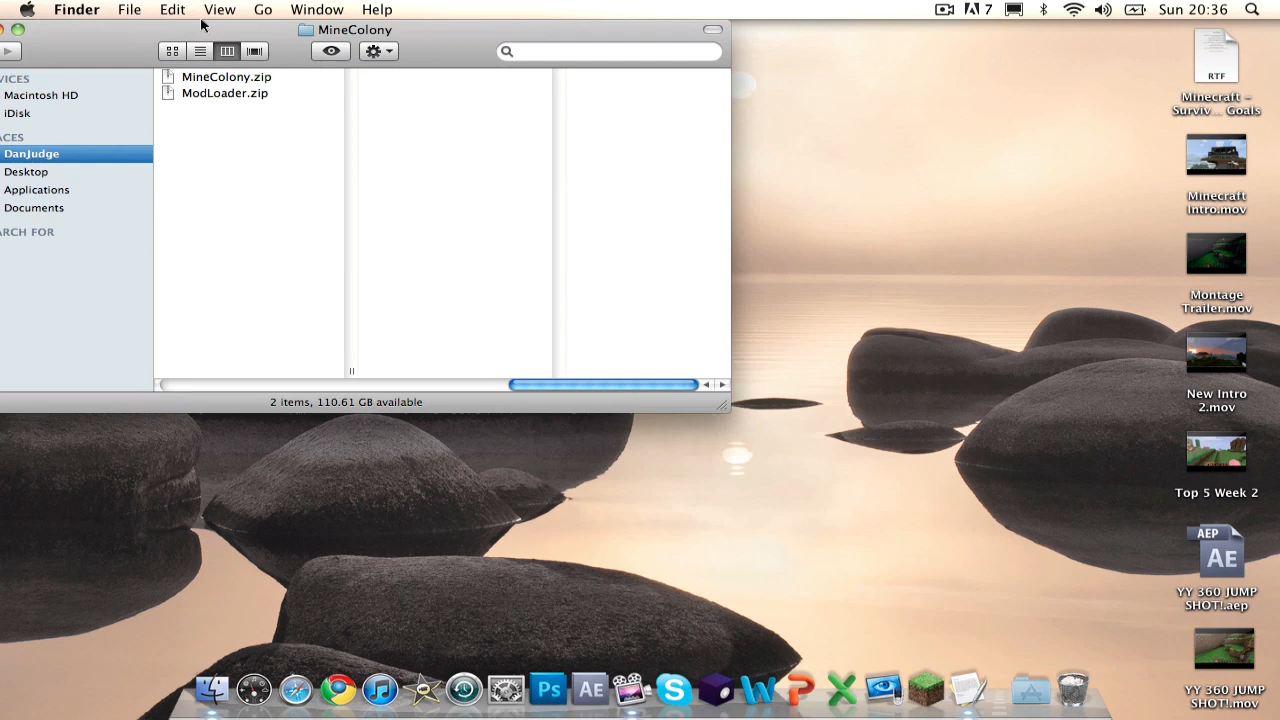 Finder File Edit View Go Window Help 7 Sun 20:36
MineColony
VICES
Macintosh HD
iDisk
ACES
DanJudge
Desktop
Applications
Documents
ARCH FOR
MineColony.zip
ModLoader.zip
2 items, 110.61 GB available
RTF
Minecraft –
Surviv... Goals
Minecraft
Intro.mov
Montage
Trailer.mov
New Intro
2.mov
Top 5 Week 2
AEP
AE
YY 360 JUMP
SHOT!.aep
YY 360 JUMP
SHOT!.mov
Ps
AE